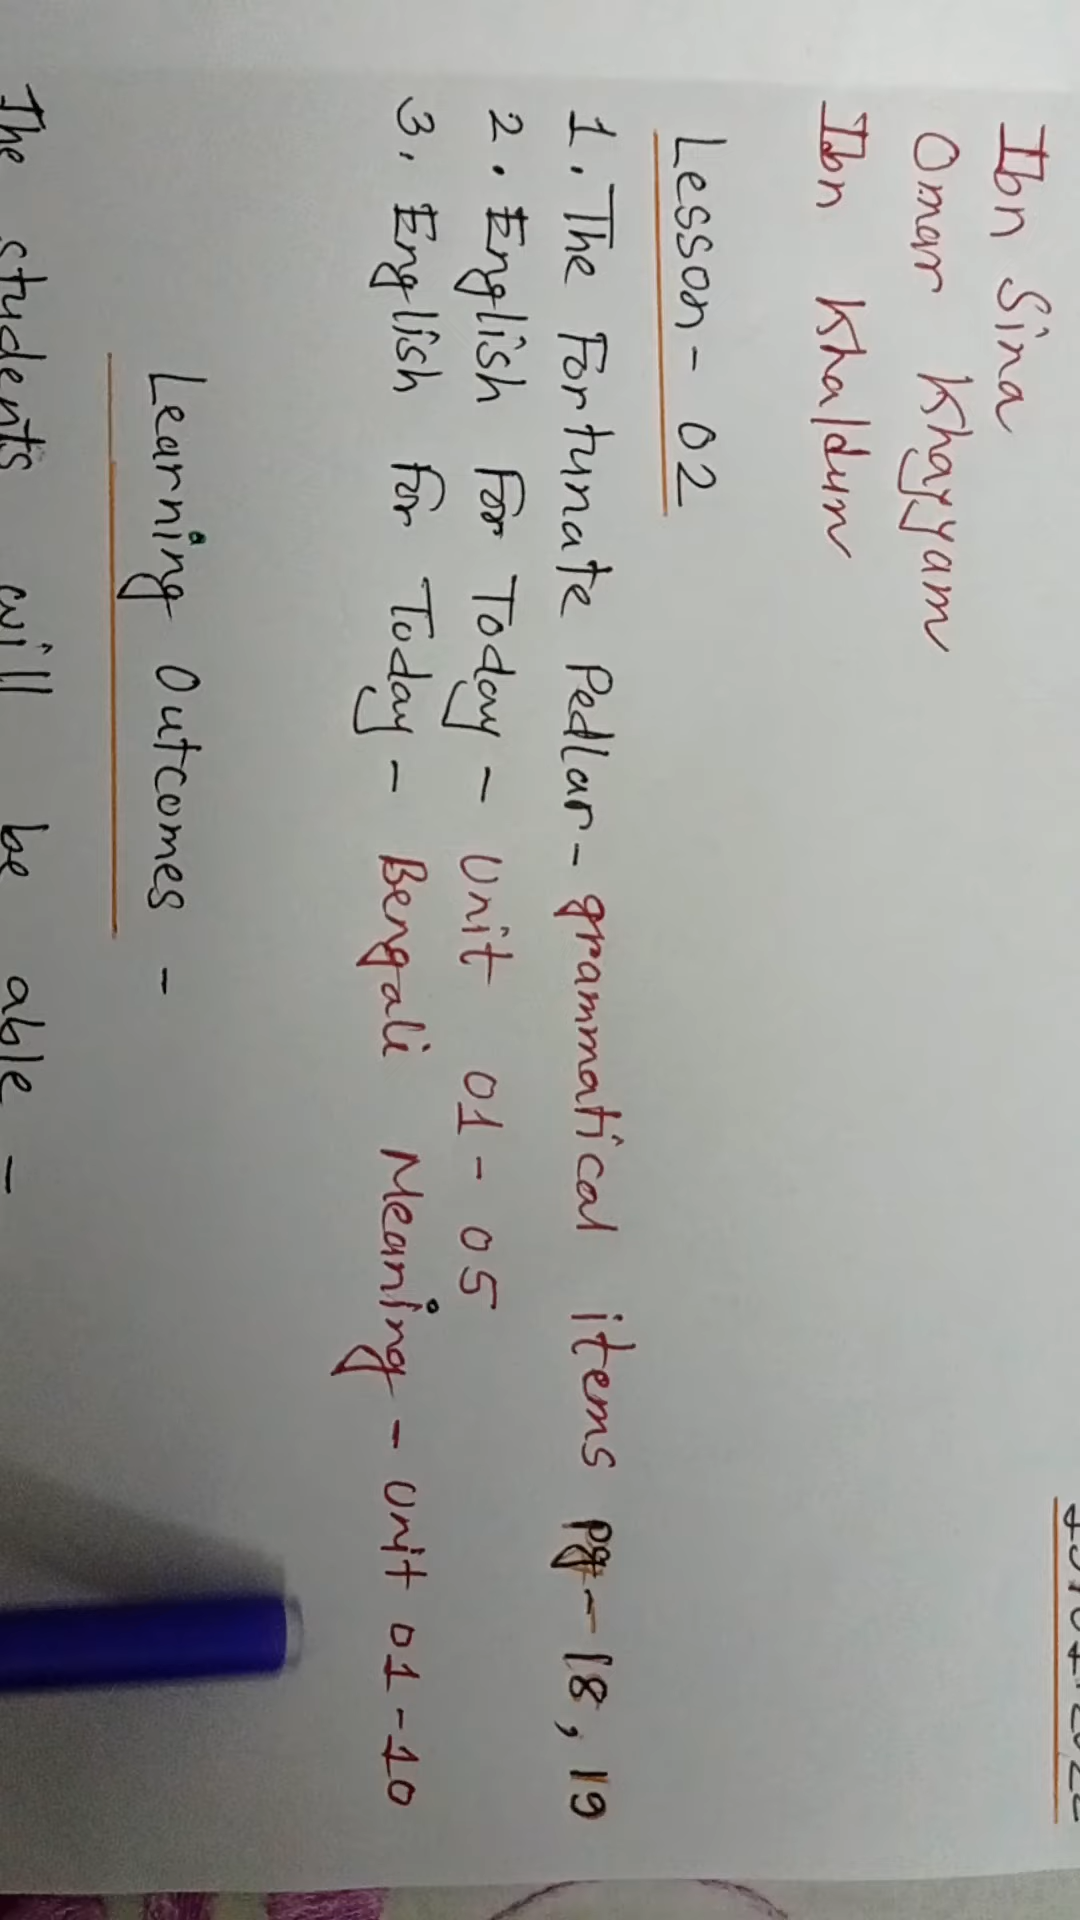 Ibn Sina
Omar Khayyam
Ibn Khaldun
Lesson- 02
1. The Fortunate Pedlar- grammatical items pg- 18, 19
2. English For Today - Unit 01- 05
3. English For Today - Bengali Meaning - Unit 01-10
Learning Outcomes -
The students will be able -